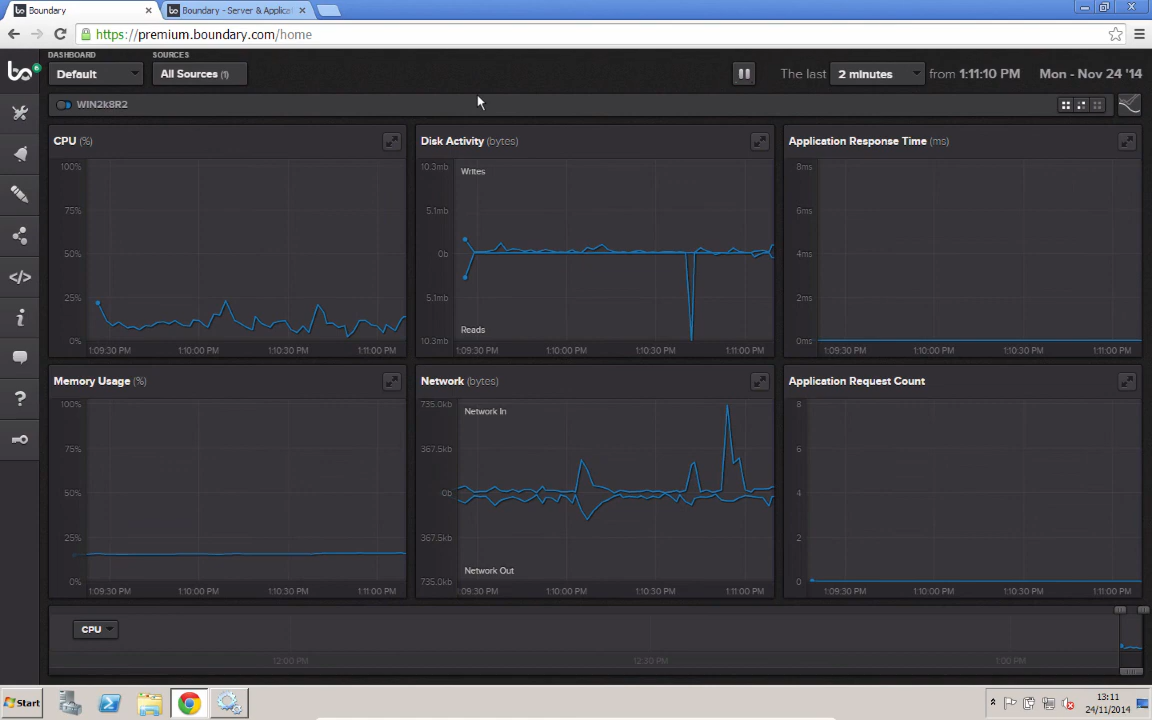 Boundary
Boundary - Server & Applica
https://premium.boundary.com/home
DASHBOARD
SOURCES
Default
All Sources (1)
The last
2 minutes
from 1:11:10 PM
Mon - Nov 24 '14
WIN2k8R2
CPU (%)
100%
75%
50%
25%
0%
1:09:30 PM
1:10:00 PM
1:10:30 PM
1:11:00 PM
Disk Activity (bytes)
10.3mb
Writes
5.1mb
0b
5.1mb
Reads
10.3mb
:09:30 PM
1:10:00 PM
1:10:30 PM
1:11:00 PM
Application Response Time (ms)
8ms
6ms
4ms
2ms
0ms
1:09:30 PM
1:10:00 PM
1:10:30 PM
1:11:00 PM
Memory Usage (%)
100%
75%
50%
25%
0%
1:09:30 PM
1:10:00 PM
1:10:30 PM
1:11:00 PM
Network (bytes)
735.0kb
Network In
367.5kb
0b
367.5kb
Network Out
735.0kb
:09:30 PM
1:10:00 PM
1:10:30 PM
1:11:00 PM
Application Request Count
8
6
4
2
0
1:09:30 PM
1:10:00 PM
1:10:30 PM
1:11:00 PM
CPU
12:00 PM
12:30 PM
1:00 PM
Start
13:11
24/11/2014